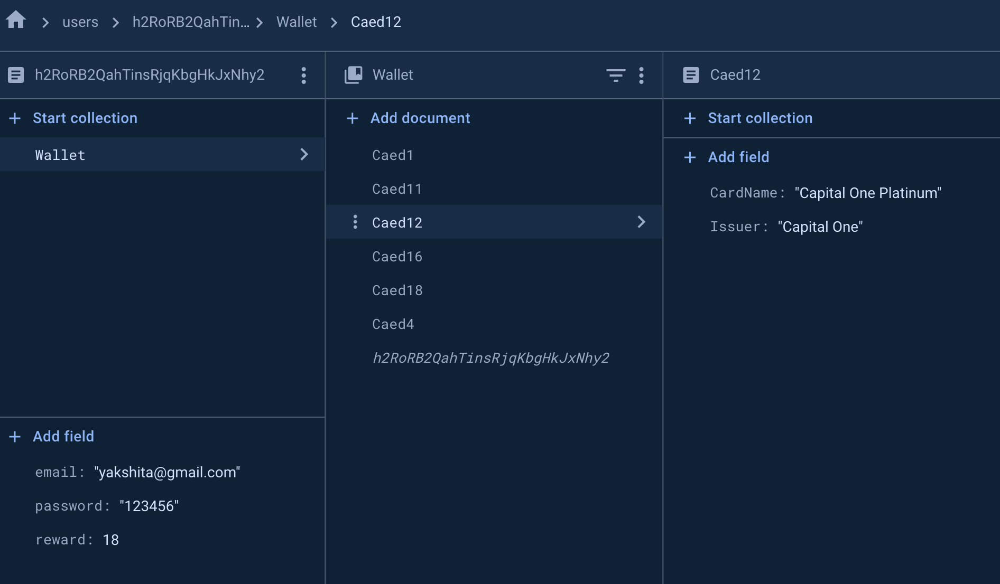 users h2RoRB2QahTin... Wallet Caed12
h2RoRB2QahTinsRjqKbgHkJxNhy2
Start collection
Wallet
Add field
email: "yakshita@gmail.com"
password: "123456"
reward: 18
Wallet
Add document
Caed1
Caed11
Caed12
Caed16
Caed18
Caed4
h2RoRB2QahTinsRjqKbgHkJxNhy2
Caed12
Start collection
Add field
CardName: "Capital One Platinum"
Issuer: "Capital One"